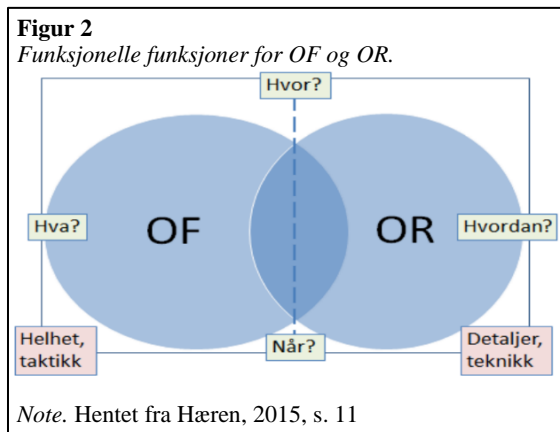 Figur 2
Funksjonelle funksjoner for OF og OR.
Hvor?
Hva?
OF
OR
Hvordan?
Helhet,
taktikk
Når?
Detaljer,
teknikk
Note. Hentet fra Hæren, 2015, s. 11